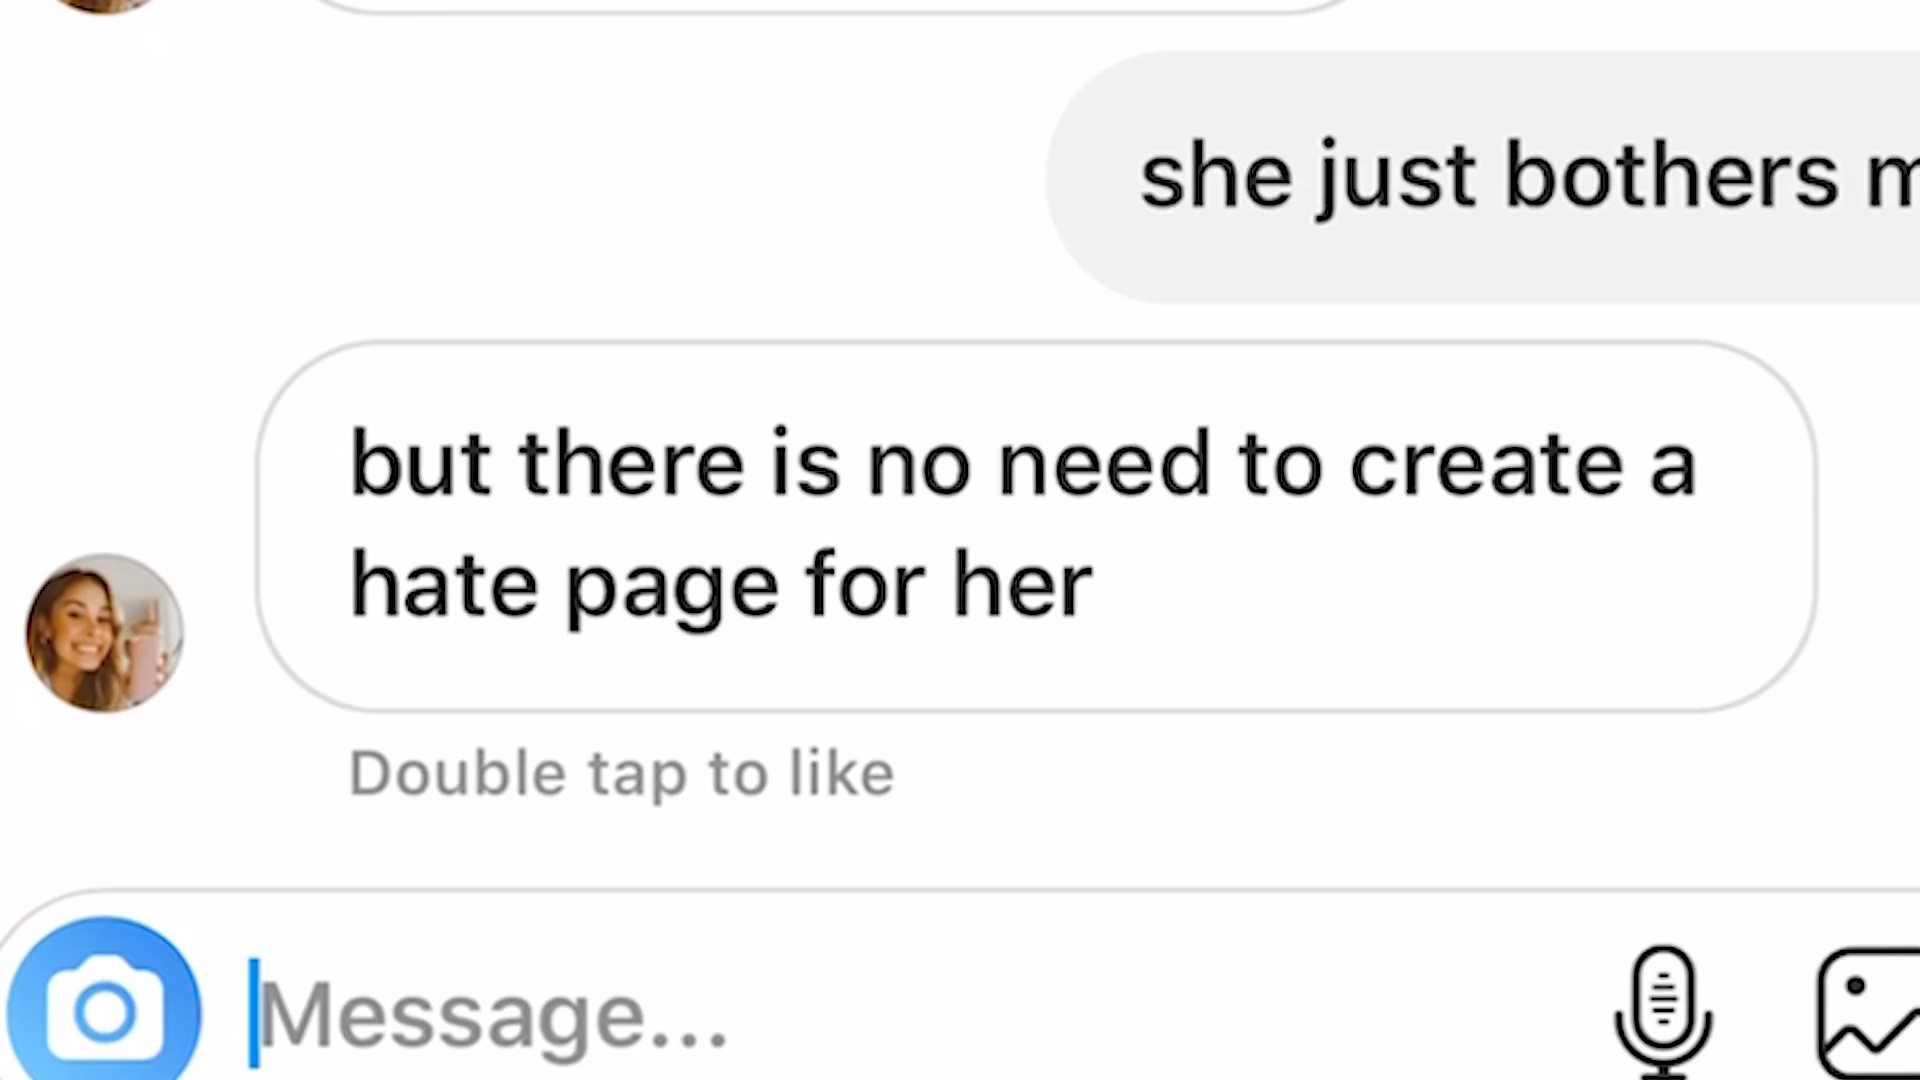 she just bothers
but there is no need to create a
hate page for her
Double tap to like
Message...